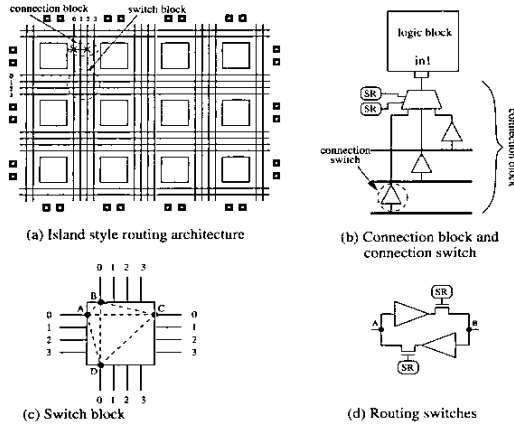 connection block
0 1 2 3
switch block
0
1
2
3
(a) Island style routing architecture
logic block
in1
SR
SR
connection
switch
connection block
(b) Connection block and
connection switch
0 1 2 3
A B C D
0 0
1 1
2 2
3 3
0 1 2 3
(c) Switch block
SR
A B
SR
(d) Routing switches